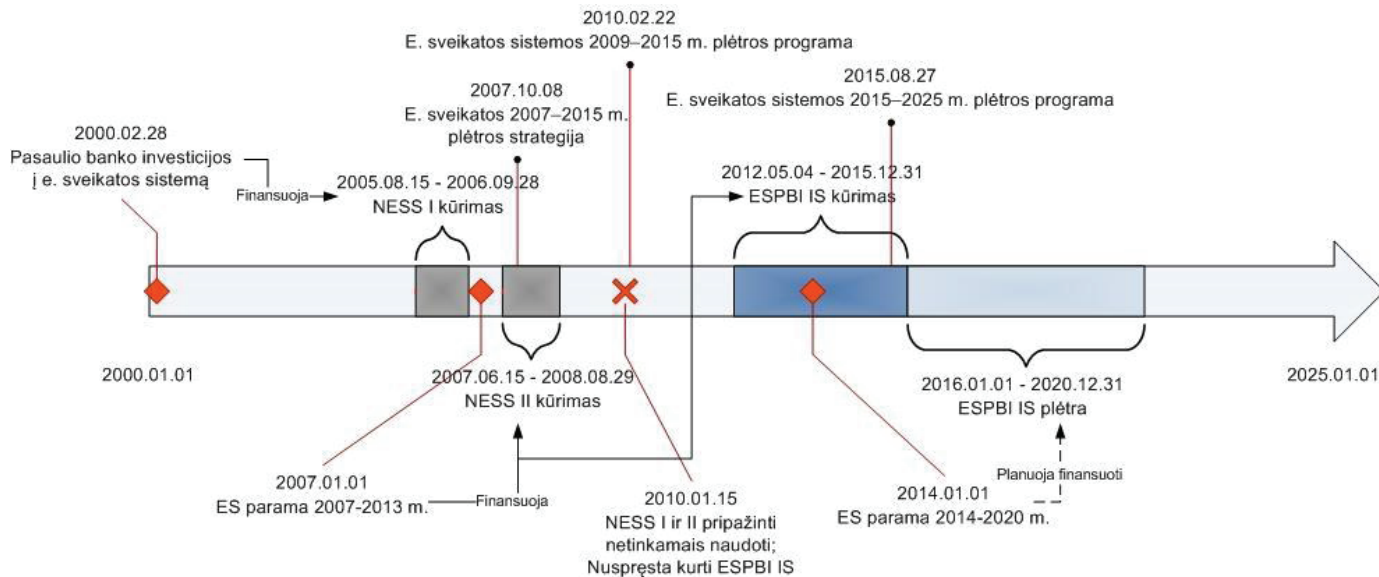 2010.02.22
E. sveikatos sistemos 2009–2015 m. plėtros programa
2015.08.27
E. sveikatos sistemos 2015–2025 m. plėtros programa
2007.10.08
E. sveikatos 2007–2015 m.
plėtros strategija
2000.02.28
Pasaulio banko investicijos
į e. sveikatos sistemą
Finansuoja
2005.08.15 - 2006.09.28
NESS I kūrimas
2012.05.04 - 2015.12.31
ESPBI IS kūrimas
2000.01.01
2025.01.01
2007.06.15 - 2008.08.29
NESS II kūrimas
2016.01.01 - 2020.12.31
ESPBI IS plėtra
2007.01.01
ES parama 2007-2013 m.
Finansuoja
2010.01.15
NESS I ir II pripažinti
netinkamais naudoti;
Nuspręsta kurti ESPBI IS
2014.01.01
ES parama 2014-2020 m.
Planuoja finansuoti